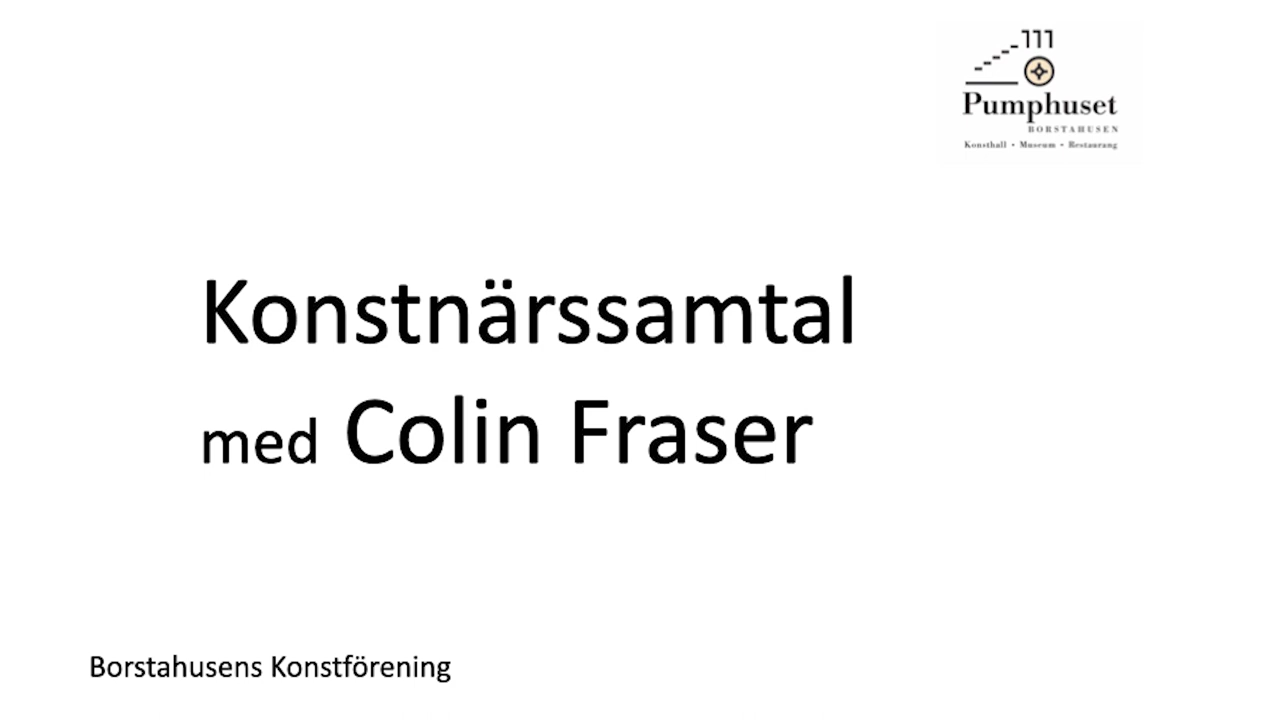 Pumphuset
BORSTAHUSEN
Konsthall • Museum • Restaurang
Konstnärssamtal
med Colin Fraser
Borstahusens Konstförening